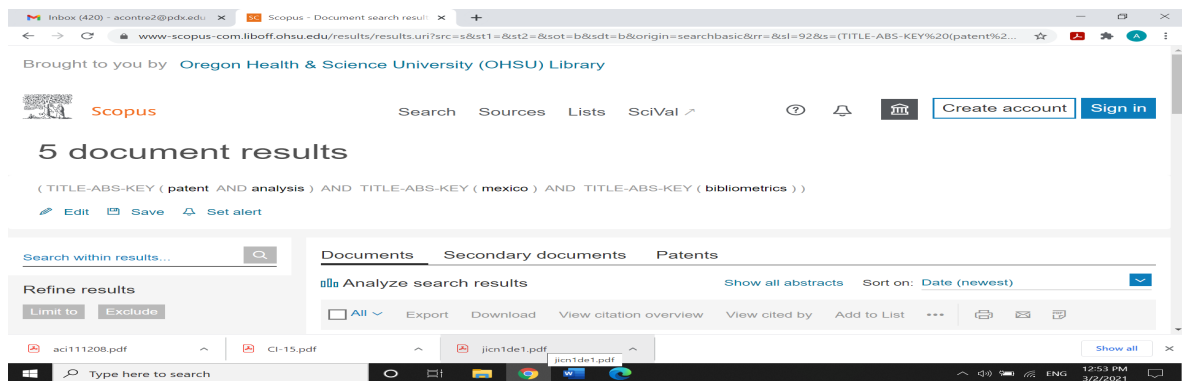 Inbox (420) - acontre2@pdx.edu × Scopus - Document search result × +
www-scopus-com.liboff.ohsu.edu/results/results.uri?src=s&st1=&st2=&sot=b&sdt=b&origin=searchbasic&rr=&sl=92&s=(TITLE-ABS-KEY%20(patent%2...
Brought to you by Oregon Health & Science University (OHSU) Library
Scopus Search Sources Lists SciVal ↗ Create account Sign in
5 document results
( TITLE-ABS-KEY ( patent AND analysis ) AND TITLE-ABS-KEY ( mexico ) AND TITLE-ABS-KEY ( bibliometrics ) )
Edit Save Set alert
Search within results... Documents Secondary documents Patents
Refine results Analyze search results Show all abstracts Sort on: Date (newest)
Limit to Exclude All Export Download View citation overview View cited by Add to List •••
aci111208.pdf CI-15.pdf jicn1de1.pdf Show all ×
jicn1de1.pdf
Type here to search ENG 12:53 PM
3/2/2021